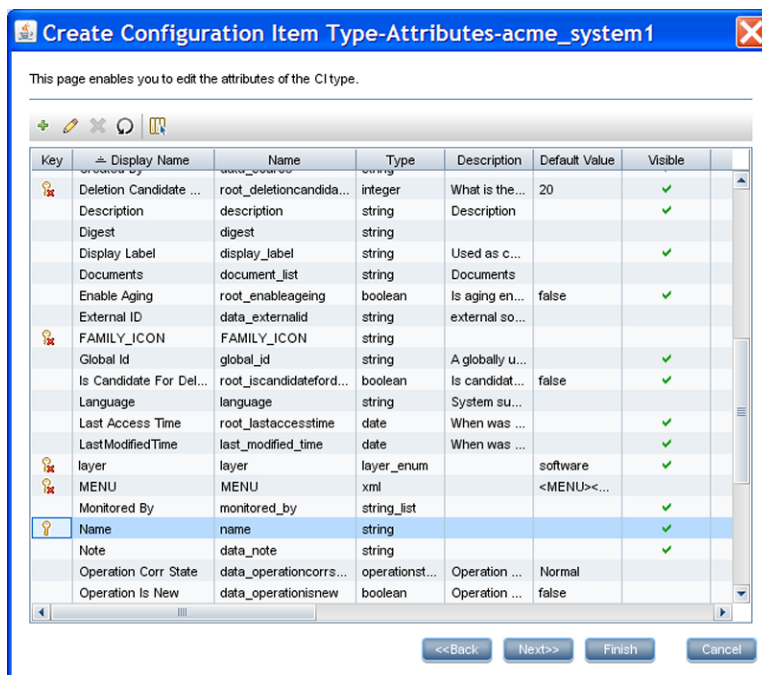 Create Configuration Item Type-Attributes-acme_system1
This page enables you to edit the attributes of the CI type.
Key Display Name Name Type Description Default Value Visible
Deletion Candidate ... root_deletioncandida... integer What is the... 20
Description description string Description
Digest digest string
Display Label display_label string Used as c...
Documents document_list string Documents
Enable Aging root_enableageing boolean Is aging en... false
External ID data_externalid string external so...
FAMILY_ICON FAMILY_ICON string
Global Id global_id string A globally u...
Is Candidate For Del... root_iscandidateford... boolean Is candidat... false
Language language string System su...
Last Access Time root_lastaccesstime date When was ...
LastModifiedTime last_modified_time date When was ...
layer layer layer_enum software
MENU MENU xml <MENU><...
Monitored By monitored_by string_list
Name name string
Note data_note string
Operation Corr State data_operationcorrs... operationst... Operation ... Normal
Operation Is New data_operationisnew boolean Operation ... false
<<Back Next>> Finish Cancel